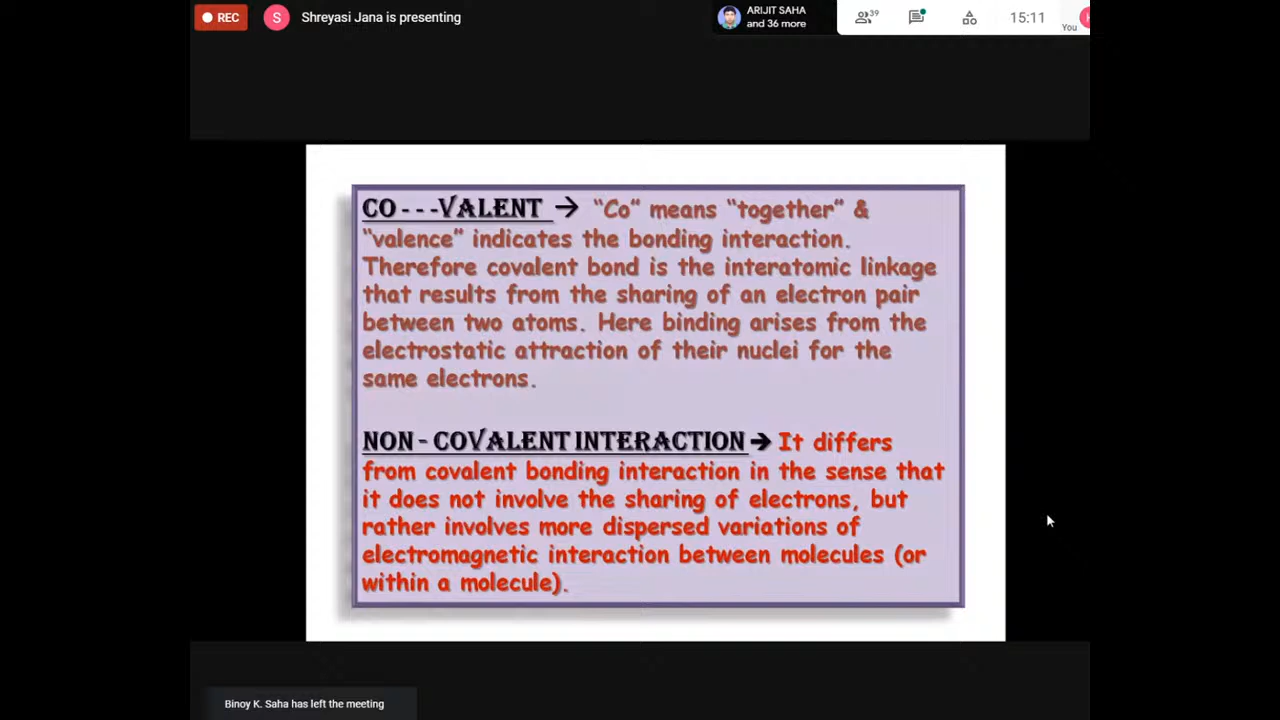 REC
S
Shreyasi Jana is presenting
ARIJIT SAHA
and 36 more
39
15:11
You
CO - - -VALENT → “Co” means “together” &
“valence” indicates the bonding interaction.
Therefore covalent bond is the interatomic linkage
that results from the sharing of an electron pair
between two atoms. Here binding arises from the
electrostatic attraction of their nuclei for the
same electrons.
NON - COVALENT INTERACTION → It differs
from covalent bonding interaction in the sense that
it does not involve the sharing of electrons, but
rather involves more dispersed variations of
electromagnetic interaction between molecules (or
within a molecule).
Binoy K. Saha has left the meeting